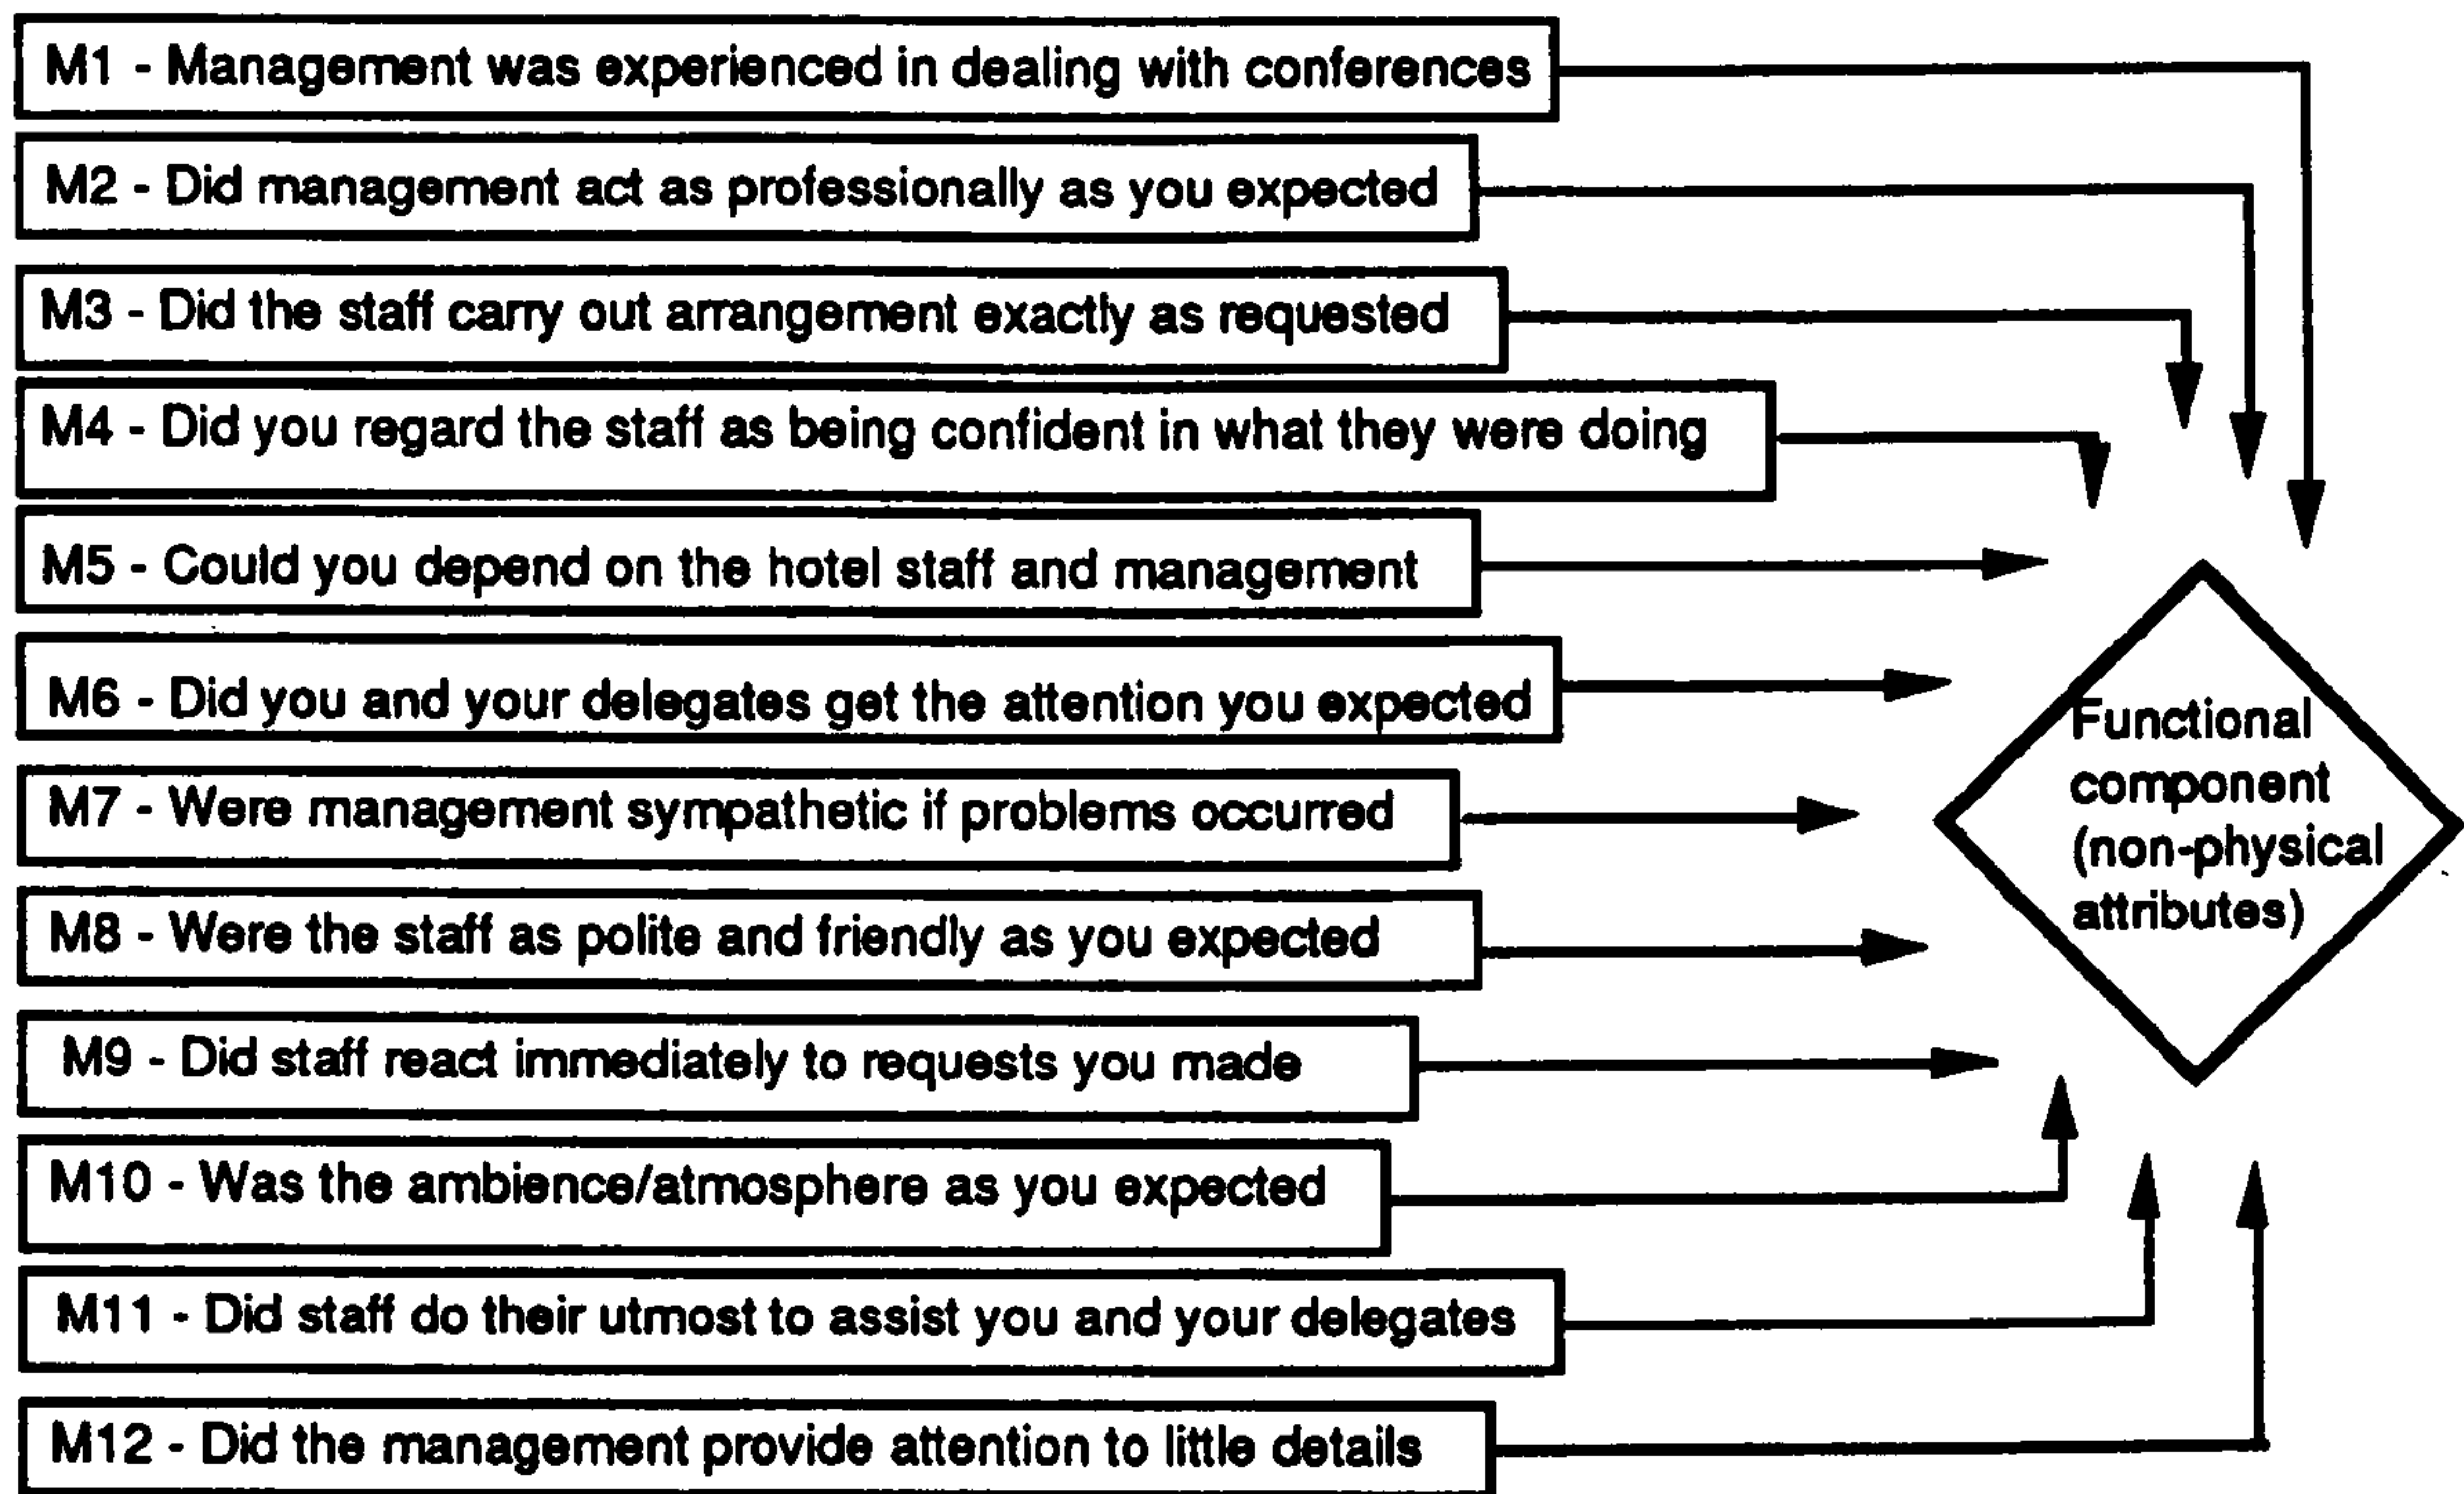 M1 - Management was experienced in dealing with conferences
M2 - Did management act as professionally as you expected
M3 - Did the staff carry out arrangement exactly as requested
M4 - Did you regard the staff as being confident in what they were doing
M5 - Could you depend on the hotel staff and management
M6 - Did you and your delegates get the attention you expected
M7 - Were management sympathetic if problems occurred
M8 - Were the staff as polite and friendly as you expected
M9 - Did staff react immediately to requests you made
M10 - Was the ambience/atmosphere as you expected
M11 - Did staff do their utmost to assist you and your delegates
M12 - Did the management provide attention to little details
Functional
component
(non-physical
attributes)